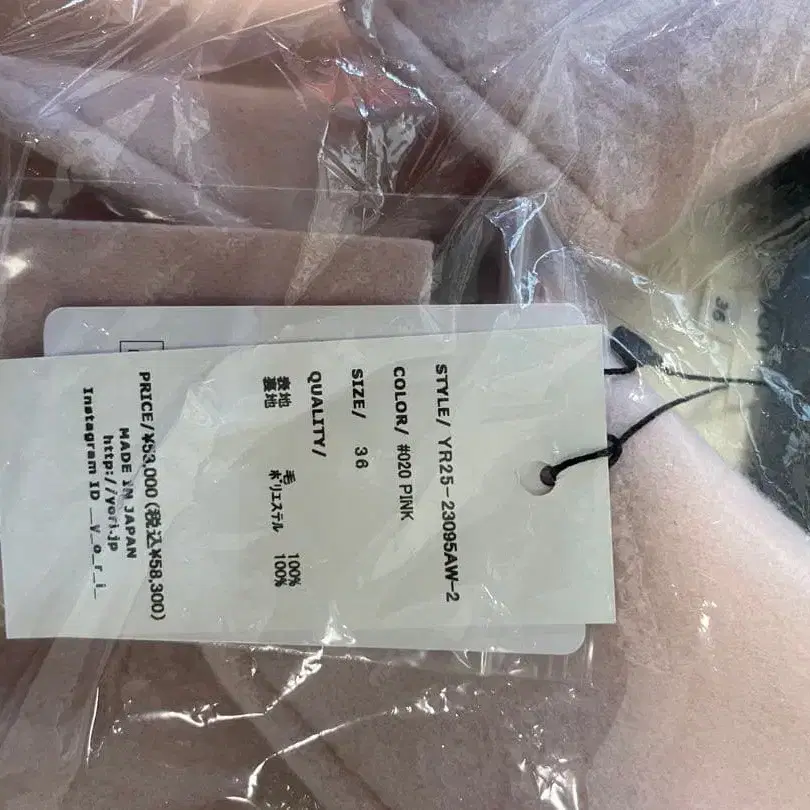 STYLE/ YR25-23095AW-2
COLOR/ #020 PINK
SIZE/ 36
QUALITY/
表地 毛 100%
裏地 ポリエステル 100%
PRICE/¥53,000 (税込¥58,300)
MADE IN JAPAN
http://yori.jp
Instagram ID _y_o_r_i_
36